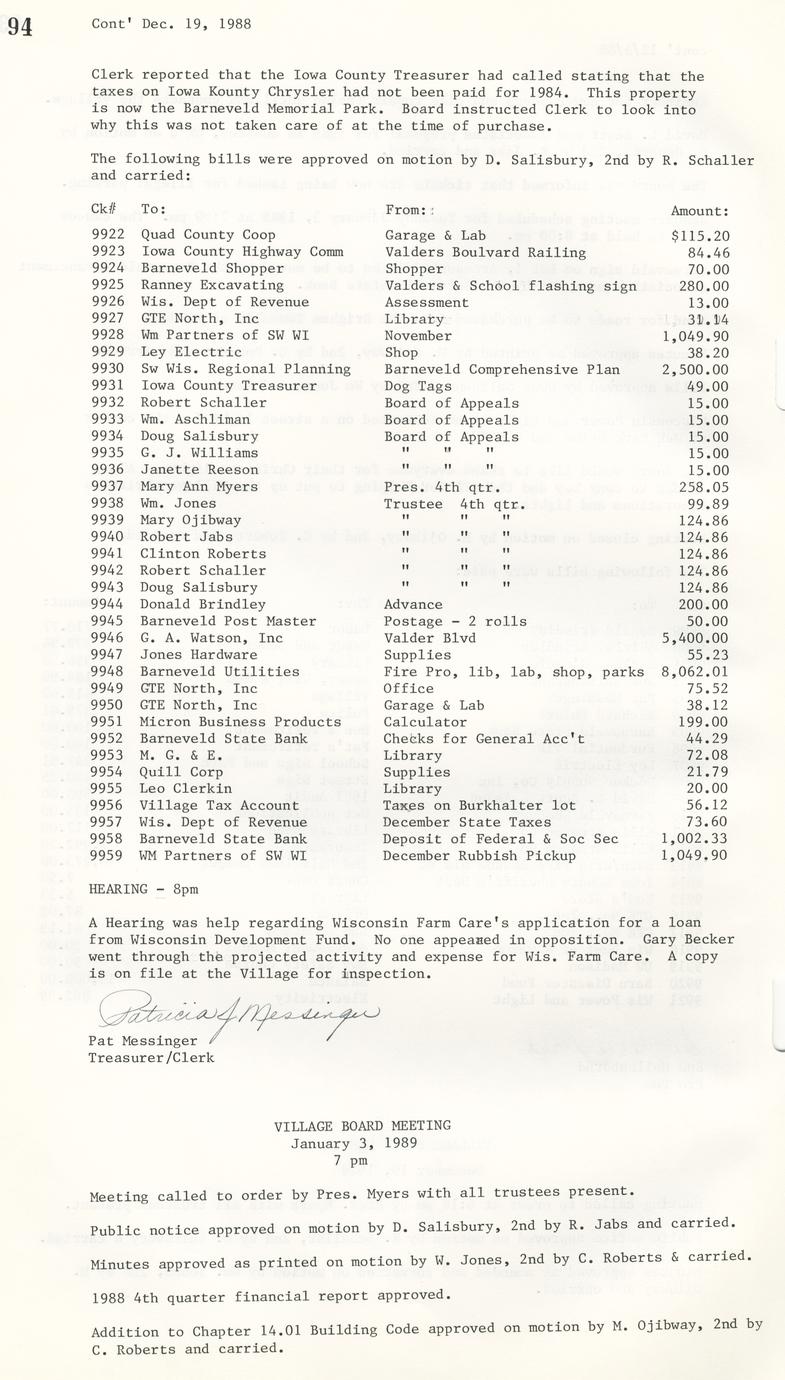 94
Cont' Dec. 19, 1988
Clerk reported that the Iowa County Treasurer had called stating that the
taxes on Iowa Kounty Chrysler had not been paid for 1984.  This property
is now the Barneveld Memorial Park.  Board instructed Clerk to look into
why this was not taken care of at the time of purchase.
The following bills were approved on motion by D. Salisbury, 2nd by R. Schaller
and carried:
Ck#  To:  From:  Amount:
9922  Quad County Coop  Garage & Lab  $115.20
9923  Iowa County Highway Comm  Valders Boulvard Railing  84.46
9924  Barneveld Shopper  Shopper  70.00
9925  Ranney Excavating  Valders & School flashing sign  280.00
9926  Wis. Dept of Revenue  Assessment  13.00
9927  GTE North, Inc  Library  31.14
9928  Wm Partners of SW WI  November  1,049.90
9929  Ley Electric  Shop  38.20
9930  Sw Wis. Regional Planning  Barneveld Comprehensive Plan  2,500.00
9931  Iowa County Treasurer  Dog Tags  49.00
9932  Robert Schaller  Board of Appeals  15.00
9933  Wm. Aschliman  Board of Appeals  15.00
9934  Doug Salisbury  Board of Appeals  15.00
9935  G. J. Williams  "  "  "  15.00
9936  Janette Reeson  "  "  "  15.00
9937  Mary Ann Myers  Pres. 4th qtr.  258.05
9938  Wm. Jones  Trustee  4th qtr.  99.89
9939  Mary Ojibway  "  "  "  124.86
9940  Robert Jabs  "  "  "  124.86
9941  Clinton Roberts  "  "  "  124.86
9942  Robert Schaller  "  "  "  124.86
9943  Doug Salisbury  "  "  "  124.86
9944  Donald Brindley  Advance  200.00
9945  Barneveld Post Master  Postage - 2 rolls  50.00
9946  G. A. Watson, Inc  Valder Blvd  5,400.00
9947  Jones Hardware  Supplies  55.23
9948  Barneveld Utilities  Fire Pro, lib, lab, shop, parks  8,062.01
9949  GTE North, Inc  Office  75.52
9950  GTE North, Inc  Garage & Lab  38.12
9951  Micron Business Products  Calculator  199.00
9952  Barneveld State Bank  Checks for General Acc't  44.29
9953  M. G. & E.  Library  72.08
9954  Quill Corp  Supplies  21.79
9955  Leo Clerkin  Library  20.00
9956  Village Tax Account  Taxes on Burkhalter lot  56.12
9957  Wis. Dept of Revenue  December State Taxes  73.60
9958  Barneveld State Bank  Deposit of Federal & Soc Sec  1,002.33
9959  WM Partners of SW WI  December Rubbish Pickup  1,049.90
HEARING - 8pm
A Hearing was help regarding Wisconsin Farm Care's application for a loan
from Wisconsin Development Fund.  No one appeared in opposition.  Gary Becker
went through the projected activity and expense for Wis. Farm Care.  A copy
is on file at the Village for inspection.
Patricia J Messinger
Pat Messinger
Treasurer/Clerk
VILLAGE BOARD MEETING
January 3, 1989
7 pm
Meeting called to order by Pres. Myers with all trustees present.
Public notice approved on motion by D. Salisbury, 2nd by R. Jabs and carried.
Minutes approved as printed on motion by W. Jones, 2nd by C. Roberts & carried.
1988 4th quarter financial report approved.
Addition to Chapter 14.01 Building Code approved on motion by M. Ojibway, 2nd by
C. Roberts and carried.